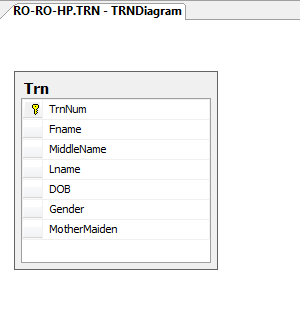 RO-RO-HP.TRN - TRNDiagram
Trn
TrnNum
Fname
MiddleName
Lname
DOB
Gender
MotherMaiden